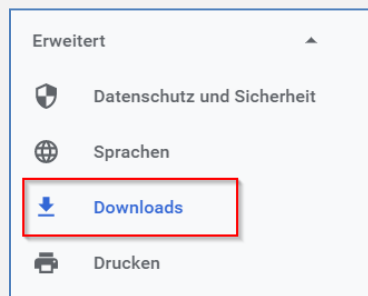 Erweitert
Datenschutz und Sicherheit
Sprachen
Downloads
Drucken